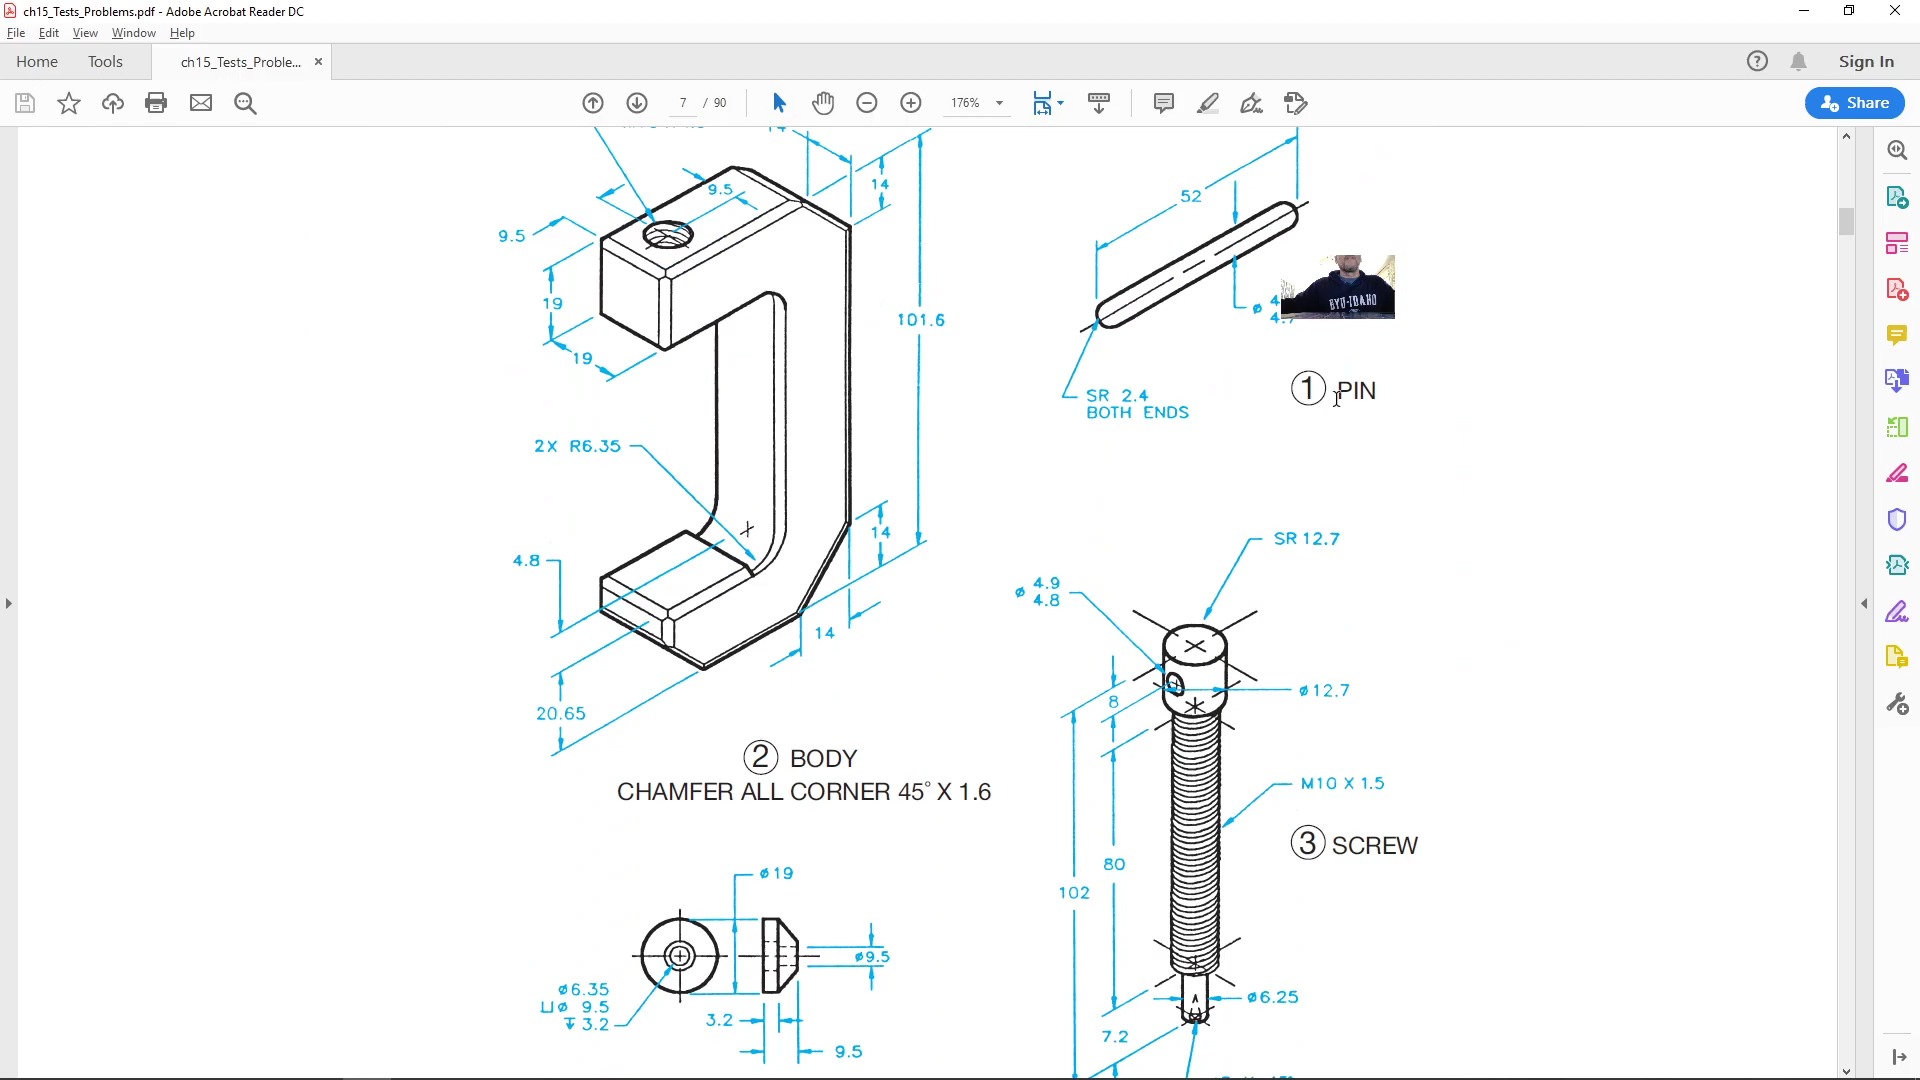 ch15_Tests_Problems.pdf - Adobe Acrobat Reader DC
File Edit View Window Help
Home Tools ch15_Tests_Proble... ×
Sign In
7 / 90
176%
Share
14
9.5
14
9.5
19
19
101.6
2X R6.35
4.8
14
14
20.65
② BODY
CHAMFER ALL CORNER 45° X 1.6
52
SR 2.4
BOTH ENDS
BYU-IDAHO
① PIN
SR 12.7
ø 4.9
4.8
8
ø12.7
M10 X 1.5
③ SCREW
80
102
ø6.25
7.2
ø19
ø9.5
ø6.35
⌴ø 9.5
↧ 3.2
3.2
9.5